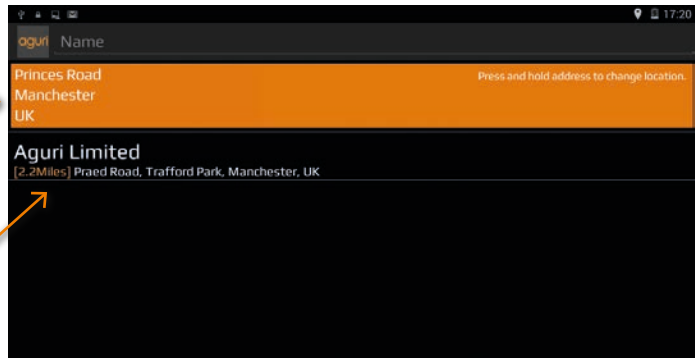 17:20
aguri Name
Princes Road Press and hold address to change location.
Manchester
UK
Aguri Limited
[2.2Miles] Praed Road, Trafford Park, Manchester, UK